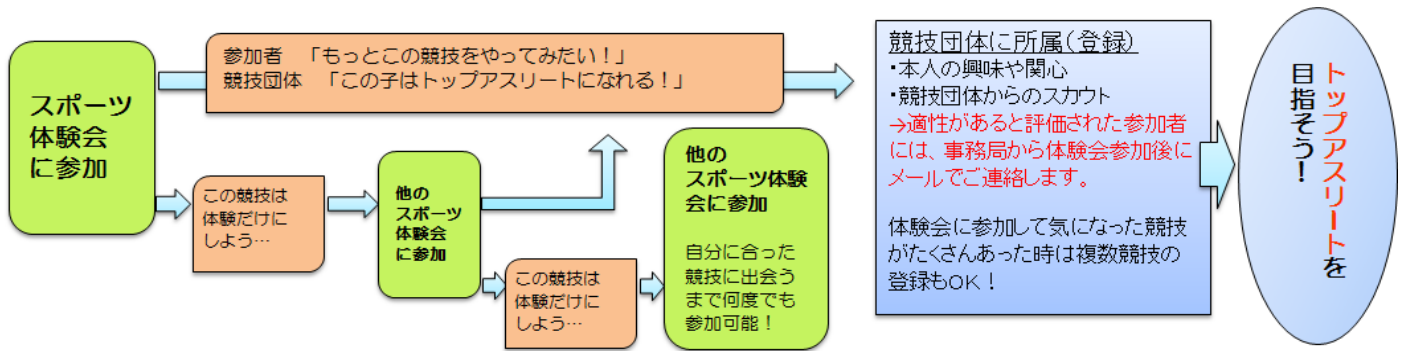 スポーツ
体験会
に参加
参加者　「もっとこの競技をやってみたい！」
競技団体　「この子はトップアスリートになれる！」
この競技は
体験だけに
しよう…
他の
スポーツ
体験会
に参加
この競技は
体験だけに
しよう…
他の
スポーツ体験
会に参加
自分に合った
競技に出会う
まで何度でも
参加可能！
競技団体に所属（登録）
・本人の興味や関心
・競技団体からのスカウト
→適性があると評価された参加者
には、事務局から体験会参加後に
メールでご連絡します。
体験会に参加して気になった競技
がたくさんあった時は複数競技の
登録もOK！
トップアスリートを
目指そう！